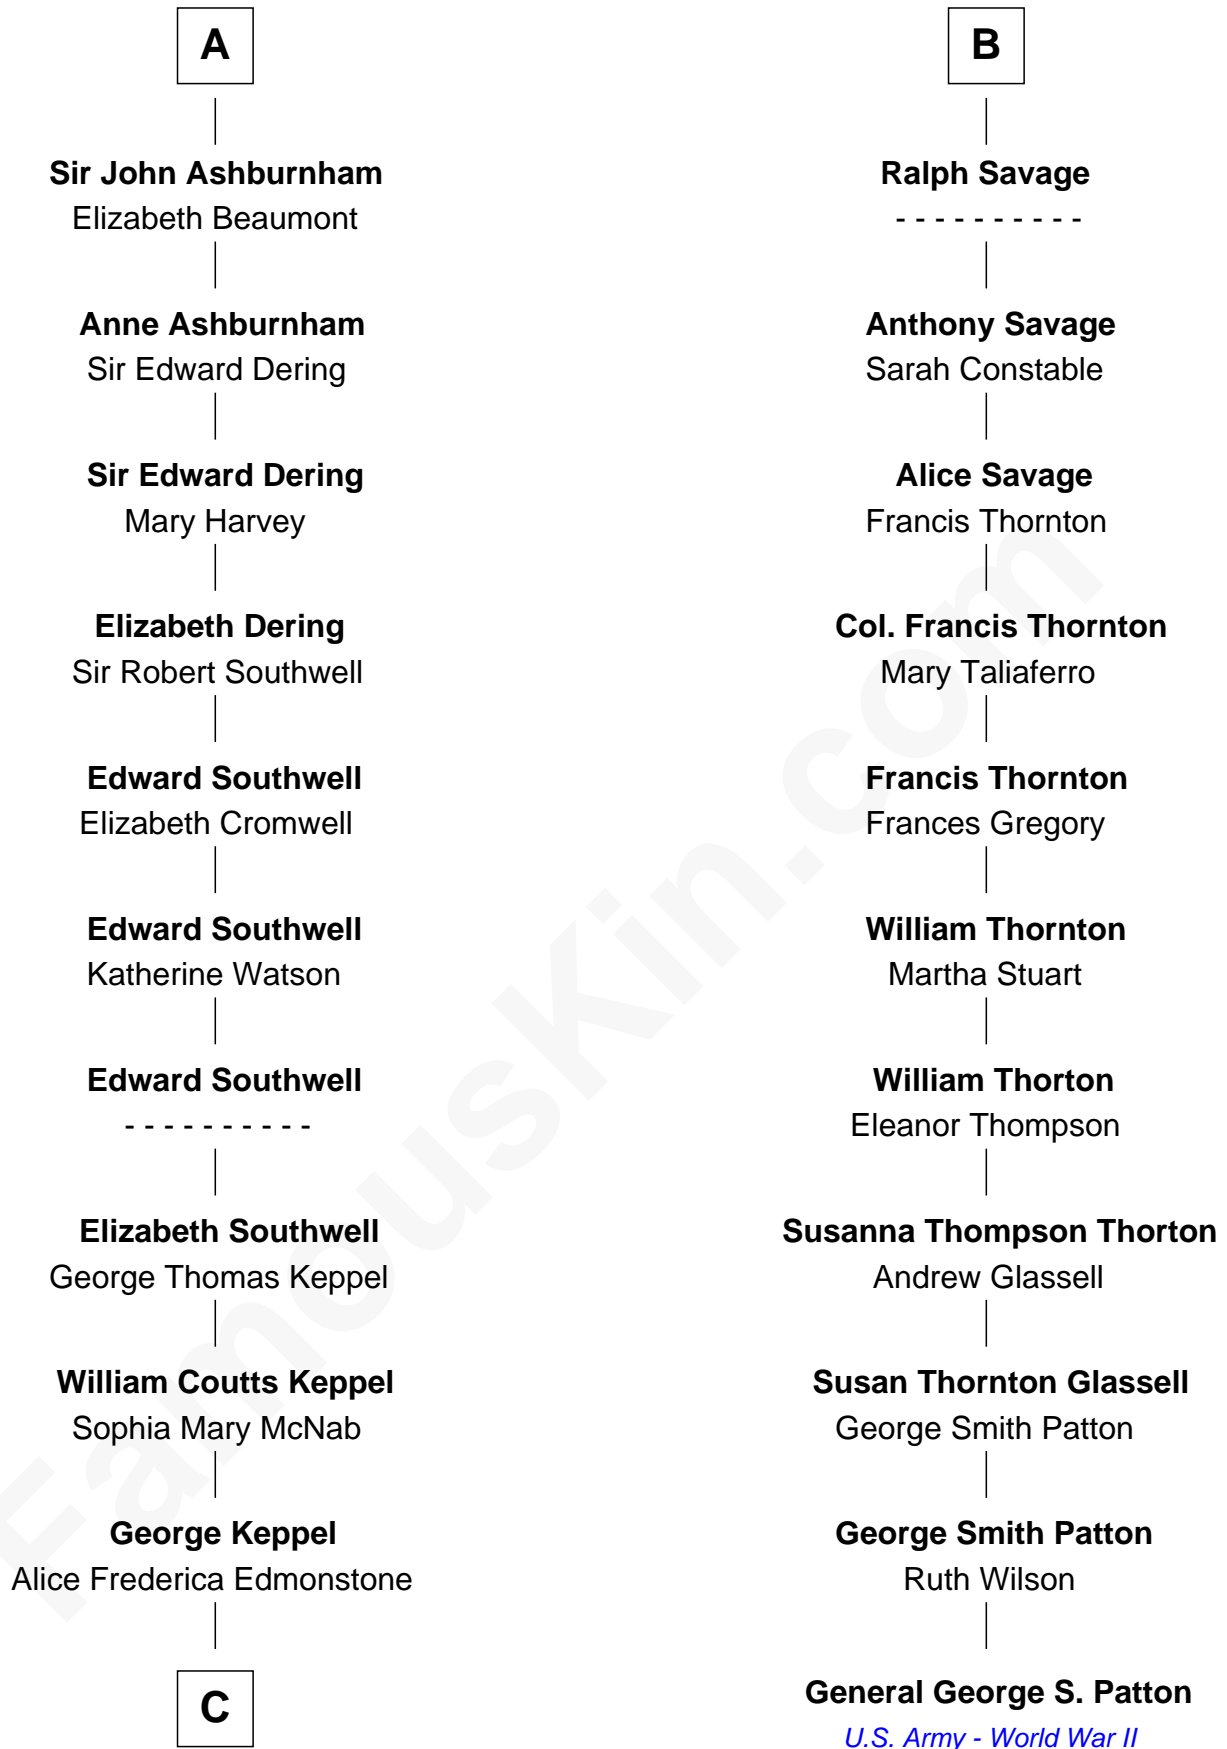 A
Sir John Ashburnham
Elizabeth Beaumont
Anne Ashburnham
Sir Edward Dering
Sir Edward Dering
Mary Harvey
Elizabeth Dering
Sir Robert Southwell
Edward Southwell
Elizabeth Cromwell
Edward Southwell
Katherine Watson
Edward Southwell
- - - - - - - - - -
Elizabeth Southwell
George Thomas Keppel
William Coutts Keppel
Sophia Mary McNab
George Keppel
Alice Frederica Edmonstone
C
B
Ralph Savage
- - - - - - - - - -
Anthony Savage
Sarah Constable
Alice Savage
Francis Thornton
Col. Francis Thornton
Mary Taliaferro
Francis Thornton
Frances Gregory
William Thornton
Martha Stuart
William Thorton
Eleanor Thompson
Susanna Thompson Thorton
Andrew Glassell
Susan Thornton Glassell
George Smith Patton
George Smith Patton
Ruth Wilson
General George S. Patton
U.S. Army - World War II
FamousKin.com